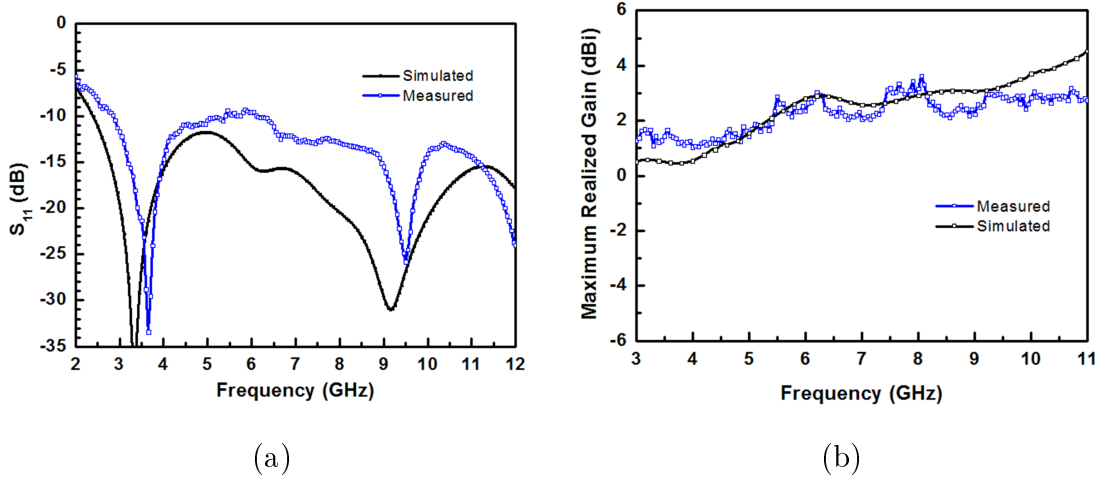 0
-5
-10
-15
-20
-25
-30
-35
S11 (dB)
Simulated
Measured
2 3 4 5 6 7 8 9 10 11 12
Frequency (GHz)
(a)
6
4
2
0
-2
-4
-6
Maximum Realized Gain (dBi)
Measured
Simulated
3 4 5 6 7 8 9 10 11
Frequency (GHz)
(b)